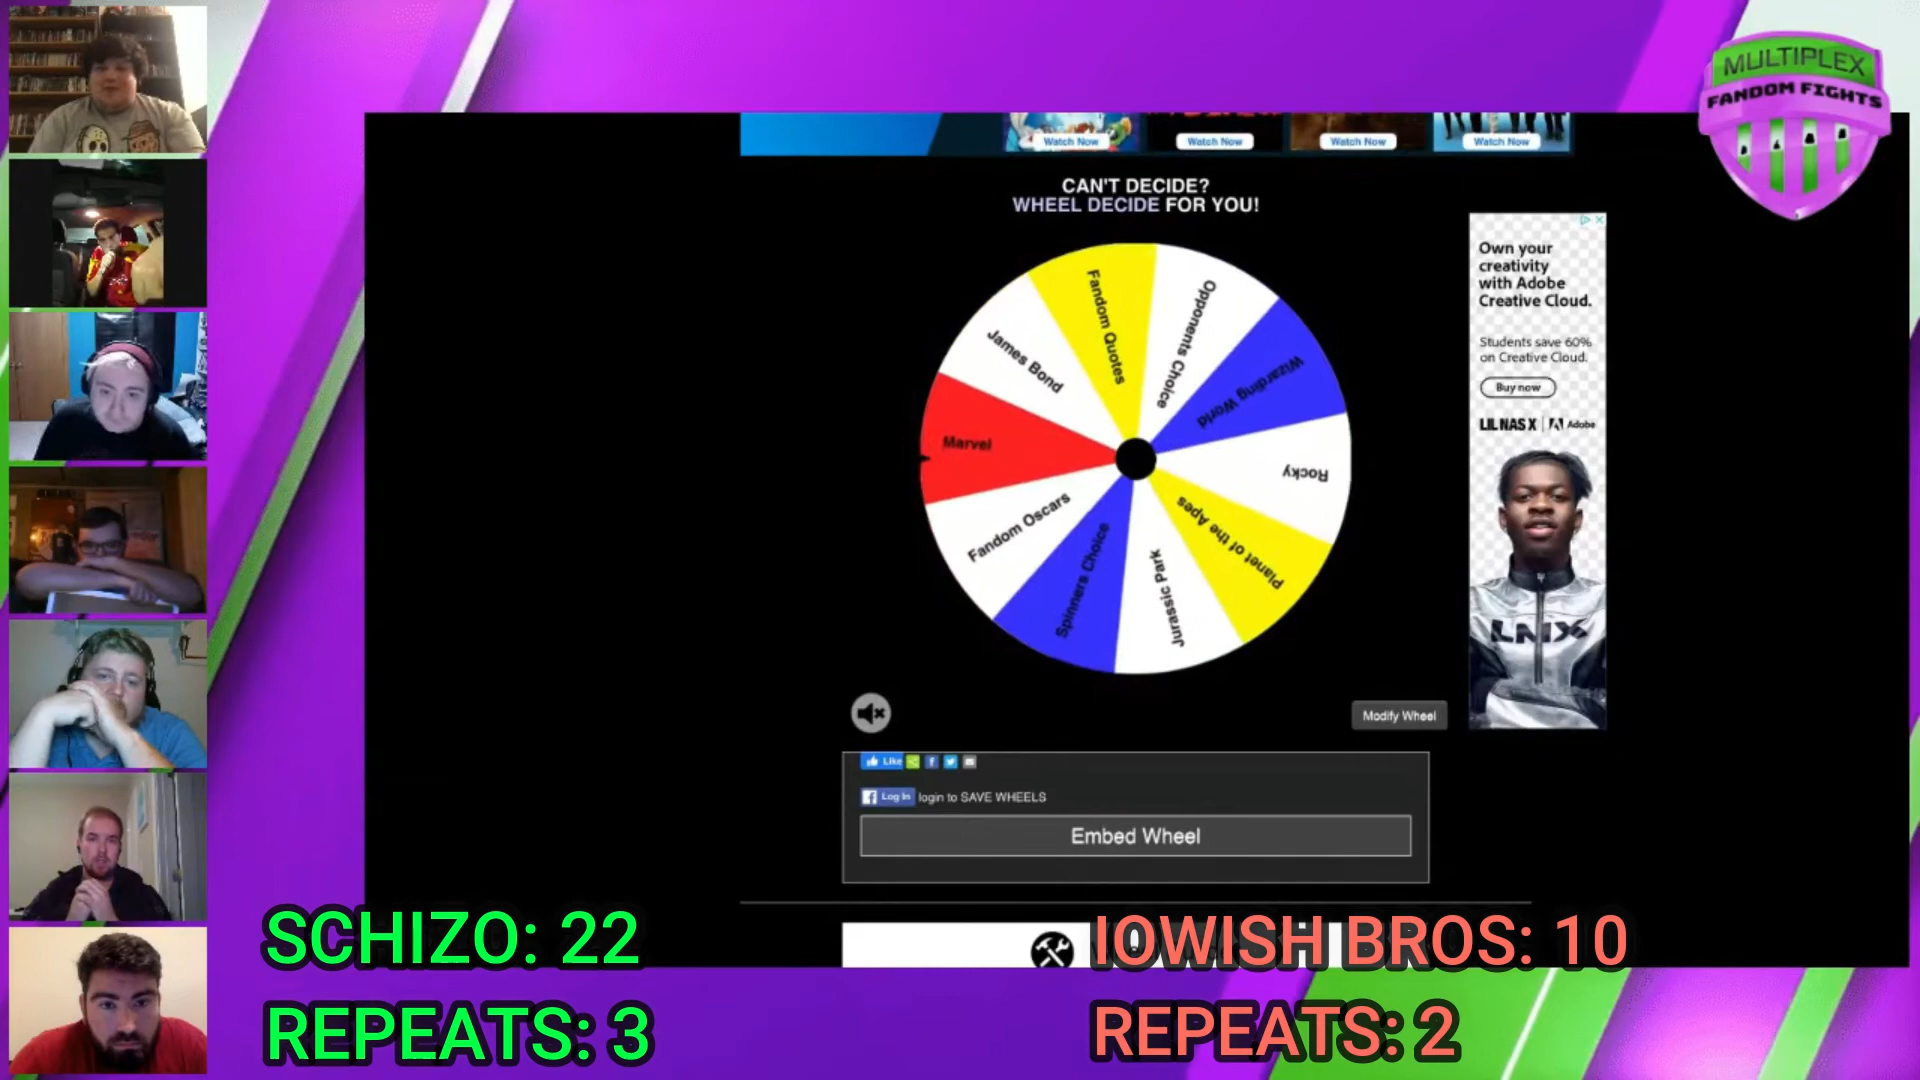 MULTIPLEX
FANDOM FIGHTS
Watch Now
Watch Now
Watch Now
Watch Now
CAN'T DECIDE?
WHEEL DECIDE FOR YOU!
Fandom Quotes
Opponents Choice
Wizarding World
Rocky
Planet of the Apes
Jurassic Park
Spinners Choice
Fandom Oscars
Marvel
James Bond
Own your
creativity
with Adobe
Creative Cloud.
Students save 60%
on Creative Cloud.
Buy now
LIL NAS X | Adobe
LNX
Modify Wheel
Like
Log In login to SAVE WHEELS
Embed Wheel
SCHIZO: 22
IOWISH BROS: 10
REPEATS: 3
REPEATS: 2